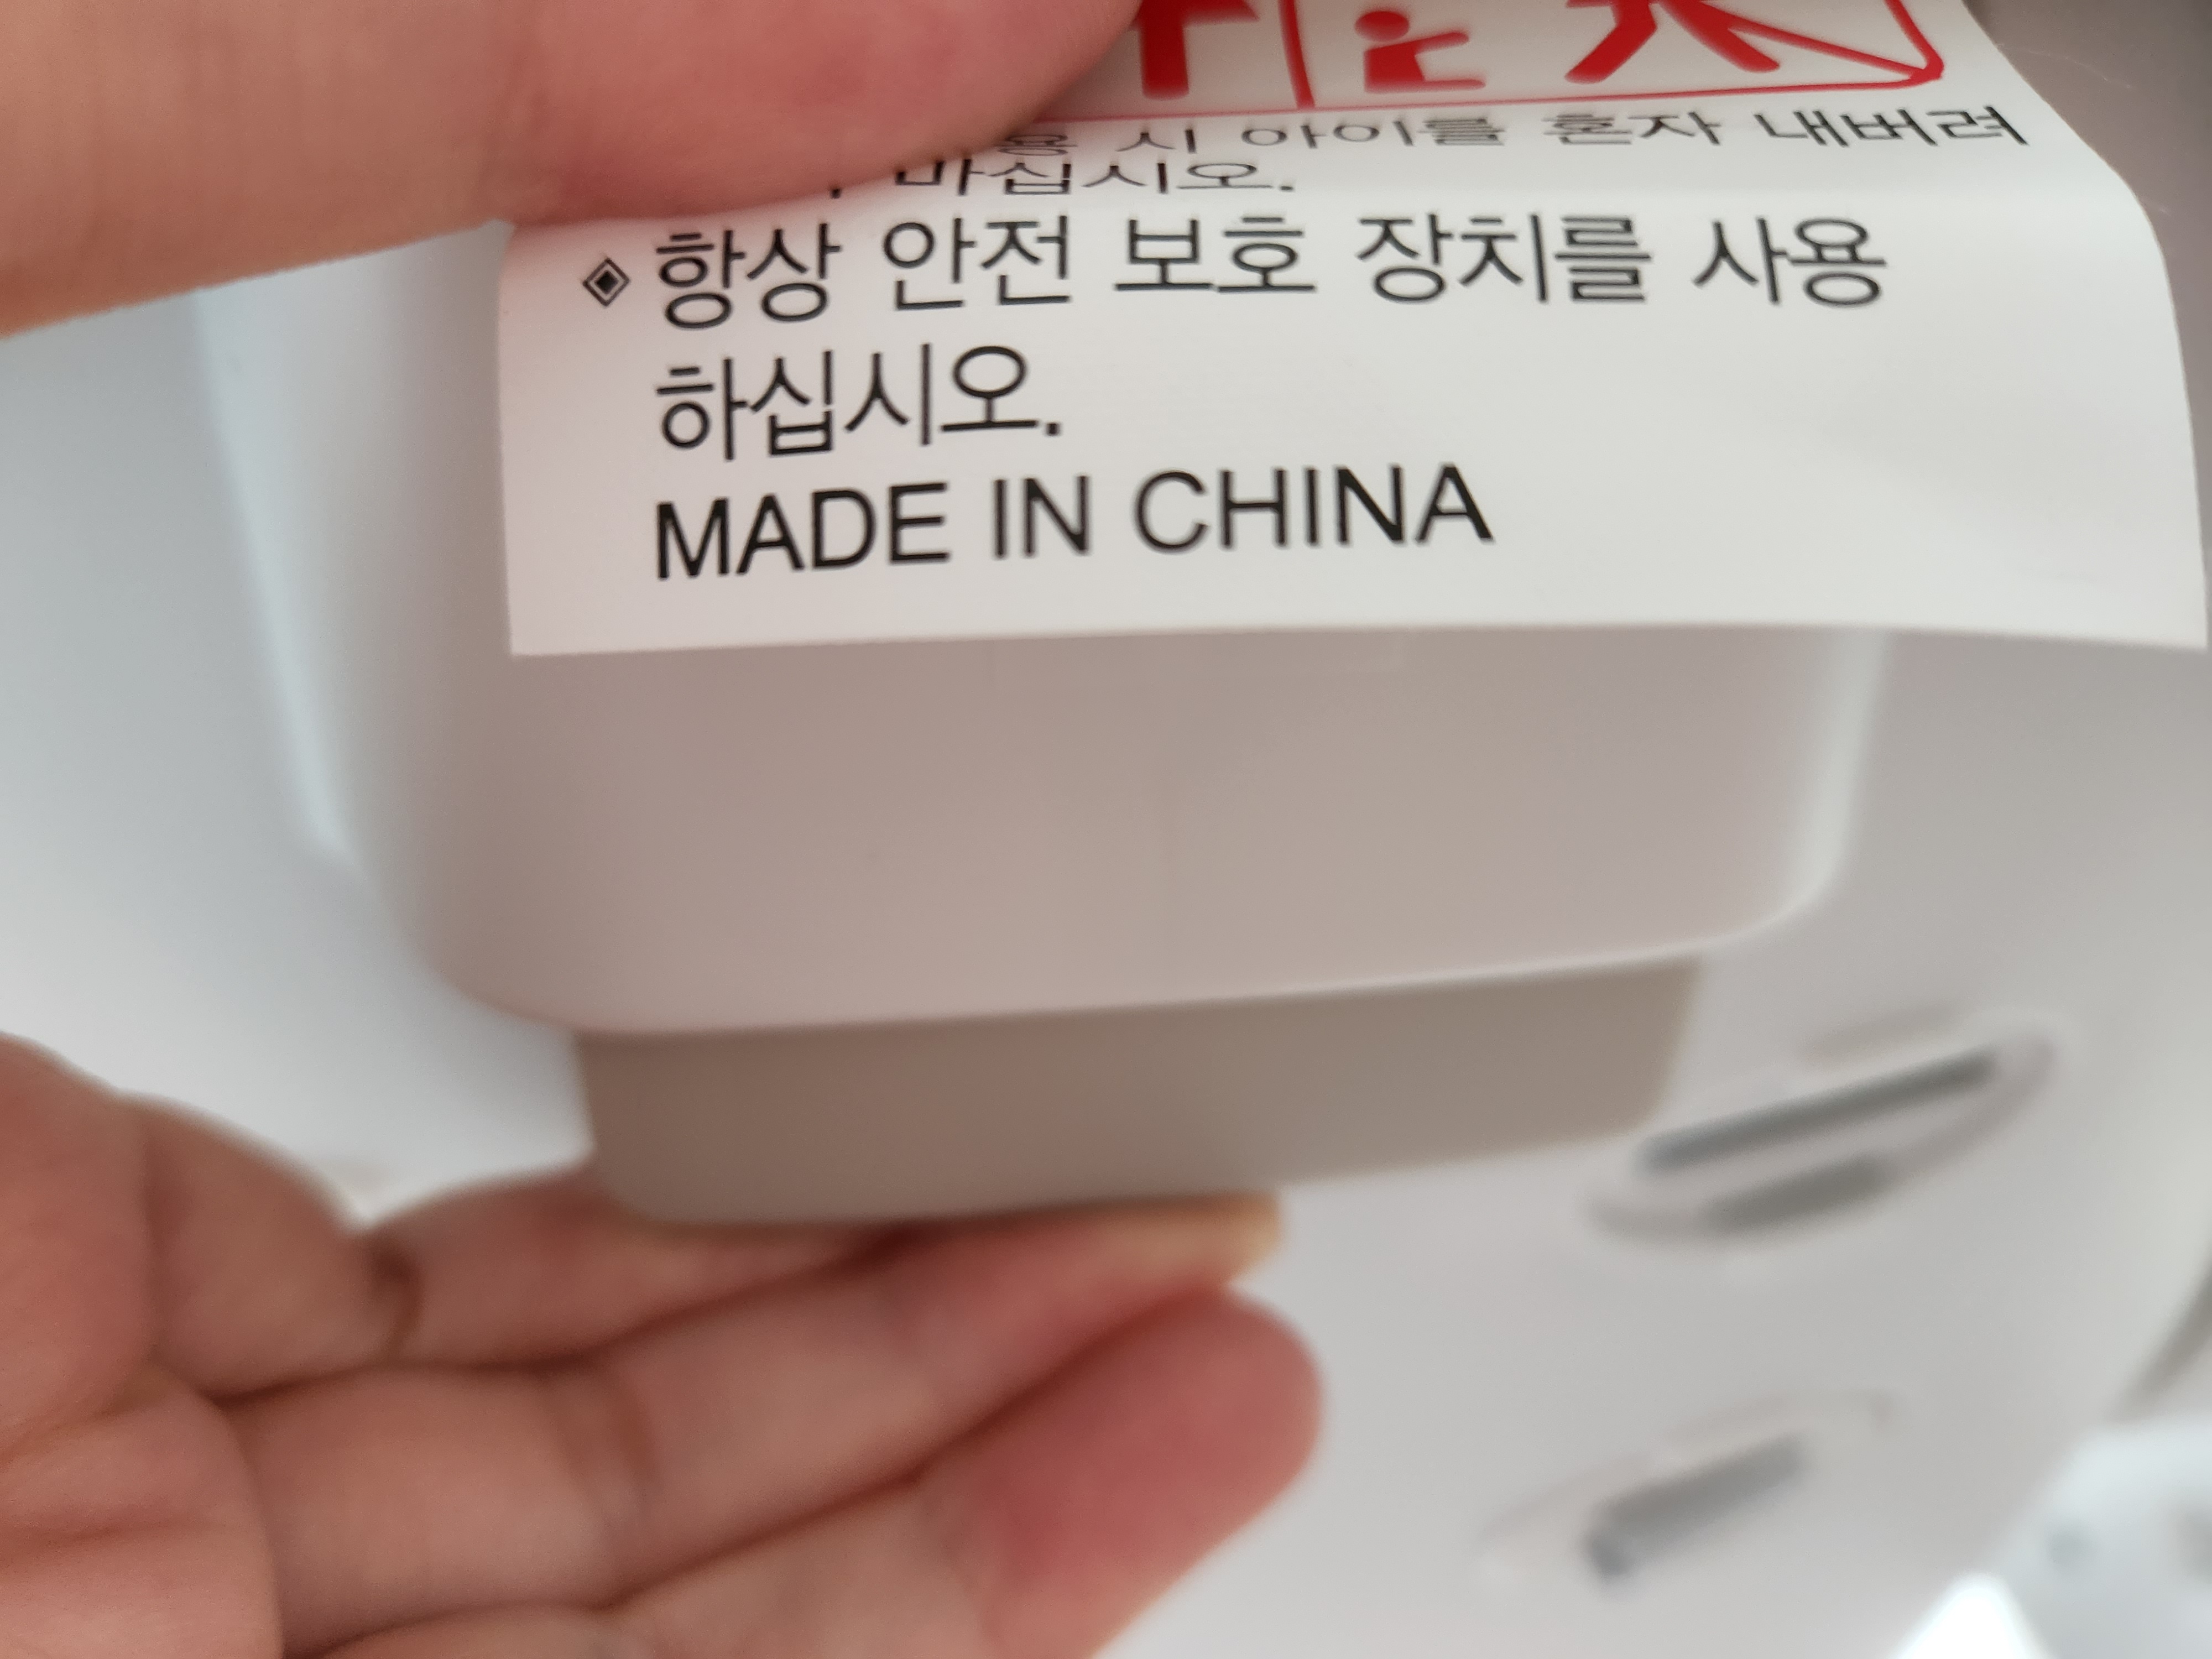 용 시 아이를 혼자 내버려
마십시오.
◈ 항상 안전 보호 장치를 사용
하십시오.
MADE IN CHINA